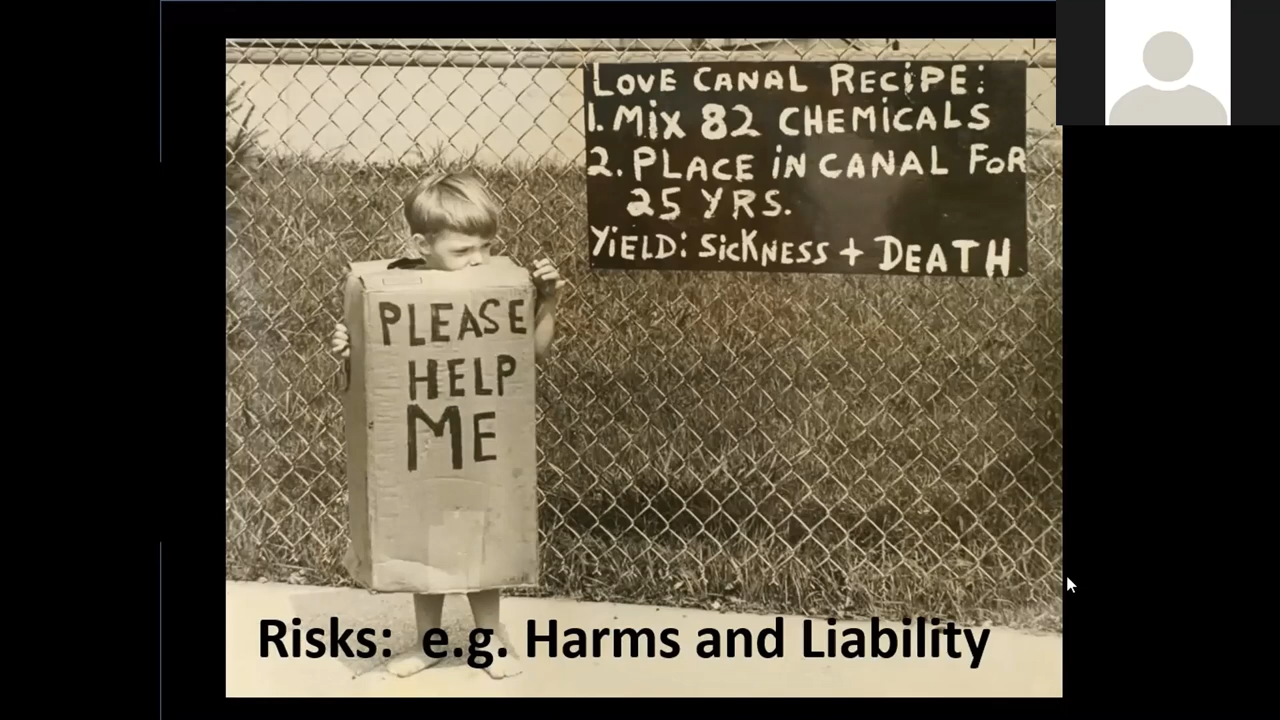 LOVE CANAL RECIPE:
1. MIX 82 CHEMICALS
2. PLACE IN CANAL FOR
25 YRS.
YIELD: SICKNESS + DEATH
PLEASE
HELP
ME
Risks: e.g. Harms and Liability